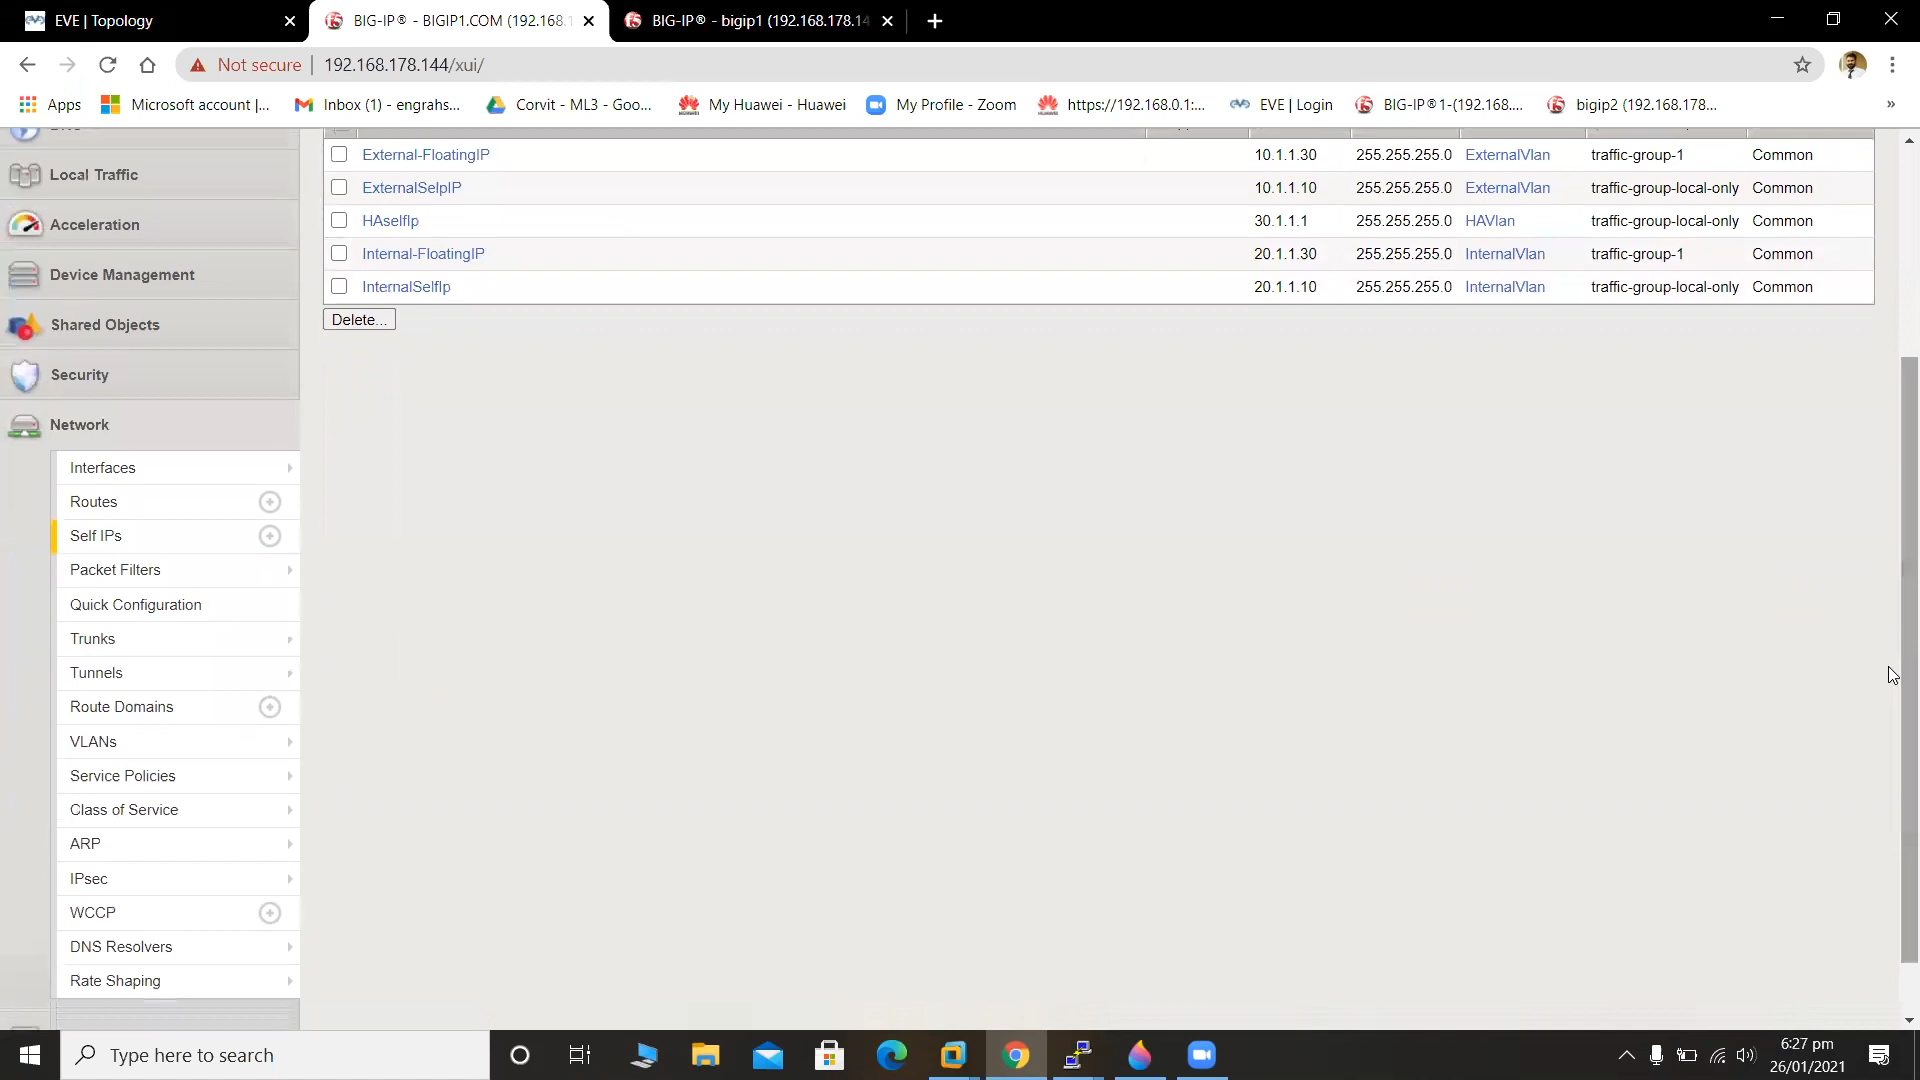 EVE | Topology
BIG-IP® - BIGIP1.COM (192.168.1
BIG-IP® - bigip1 (192.168.178.14
Not secure | 192.168.178.144/xui/
Apps
Microsoft account |...
Inbox (1) - engrahs...
Corvit - ML3 - Goo...
My Huawei - Huawei
My Profile - Zoom
https://192.168.0.1:...
EVE | Login
BIG-IP®1-(192.168....
bigip2 (192.168.178...
»
Local Traffic
Acceleration
Device Management
Shared Objects
Security
Network
Interfaces
Routes
Self IPs
Packet Filters
Quick Configuration
Trunks
Tunnels
Route Domains
VLANs
Service Policies
Class of Service
ARP
IPsec
WCCP
DNS Resolvers
Rate Shaping
External-FloatingIP 10.1.1.30 255.255.255.0 ExternalVlan traffic-group-1 Common
ExternalSelpIP 10.1.1.10 255.255.255.0 ExternalVlan traffic-group-local-only Common
HAselfIp 30.1.1.1 255.255.255.0 HAVlan traffic-group-local-only Common
Internal-FloatingIP 20.1.1.30 255.255.255.0 InternalVlan traffic-group-1 Common
InternalSelfIp 20.1.1.10 255.255.255.0 InternalVlan traffic-group-local-only Common
Delete...
Type here to search
6:27 pm
26/01/2021